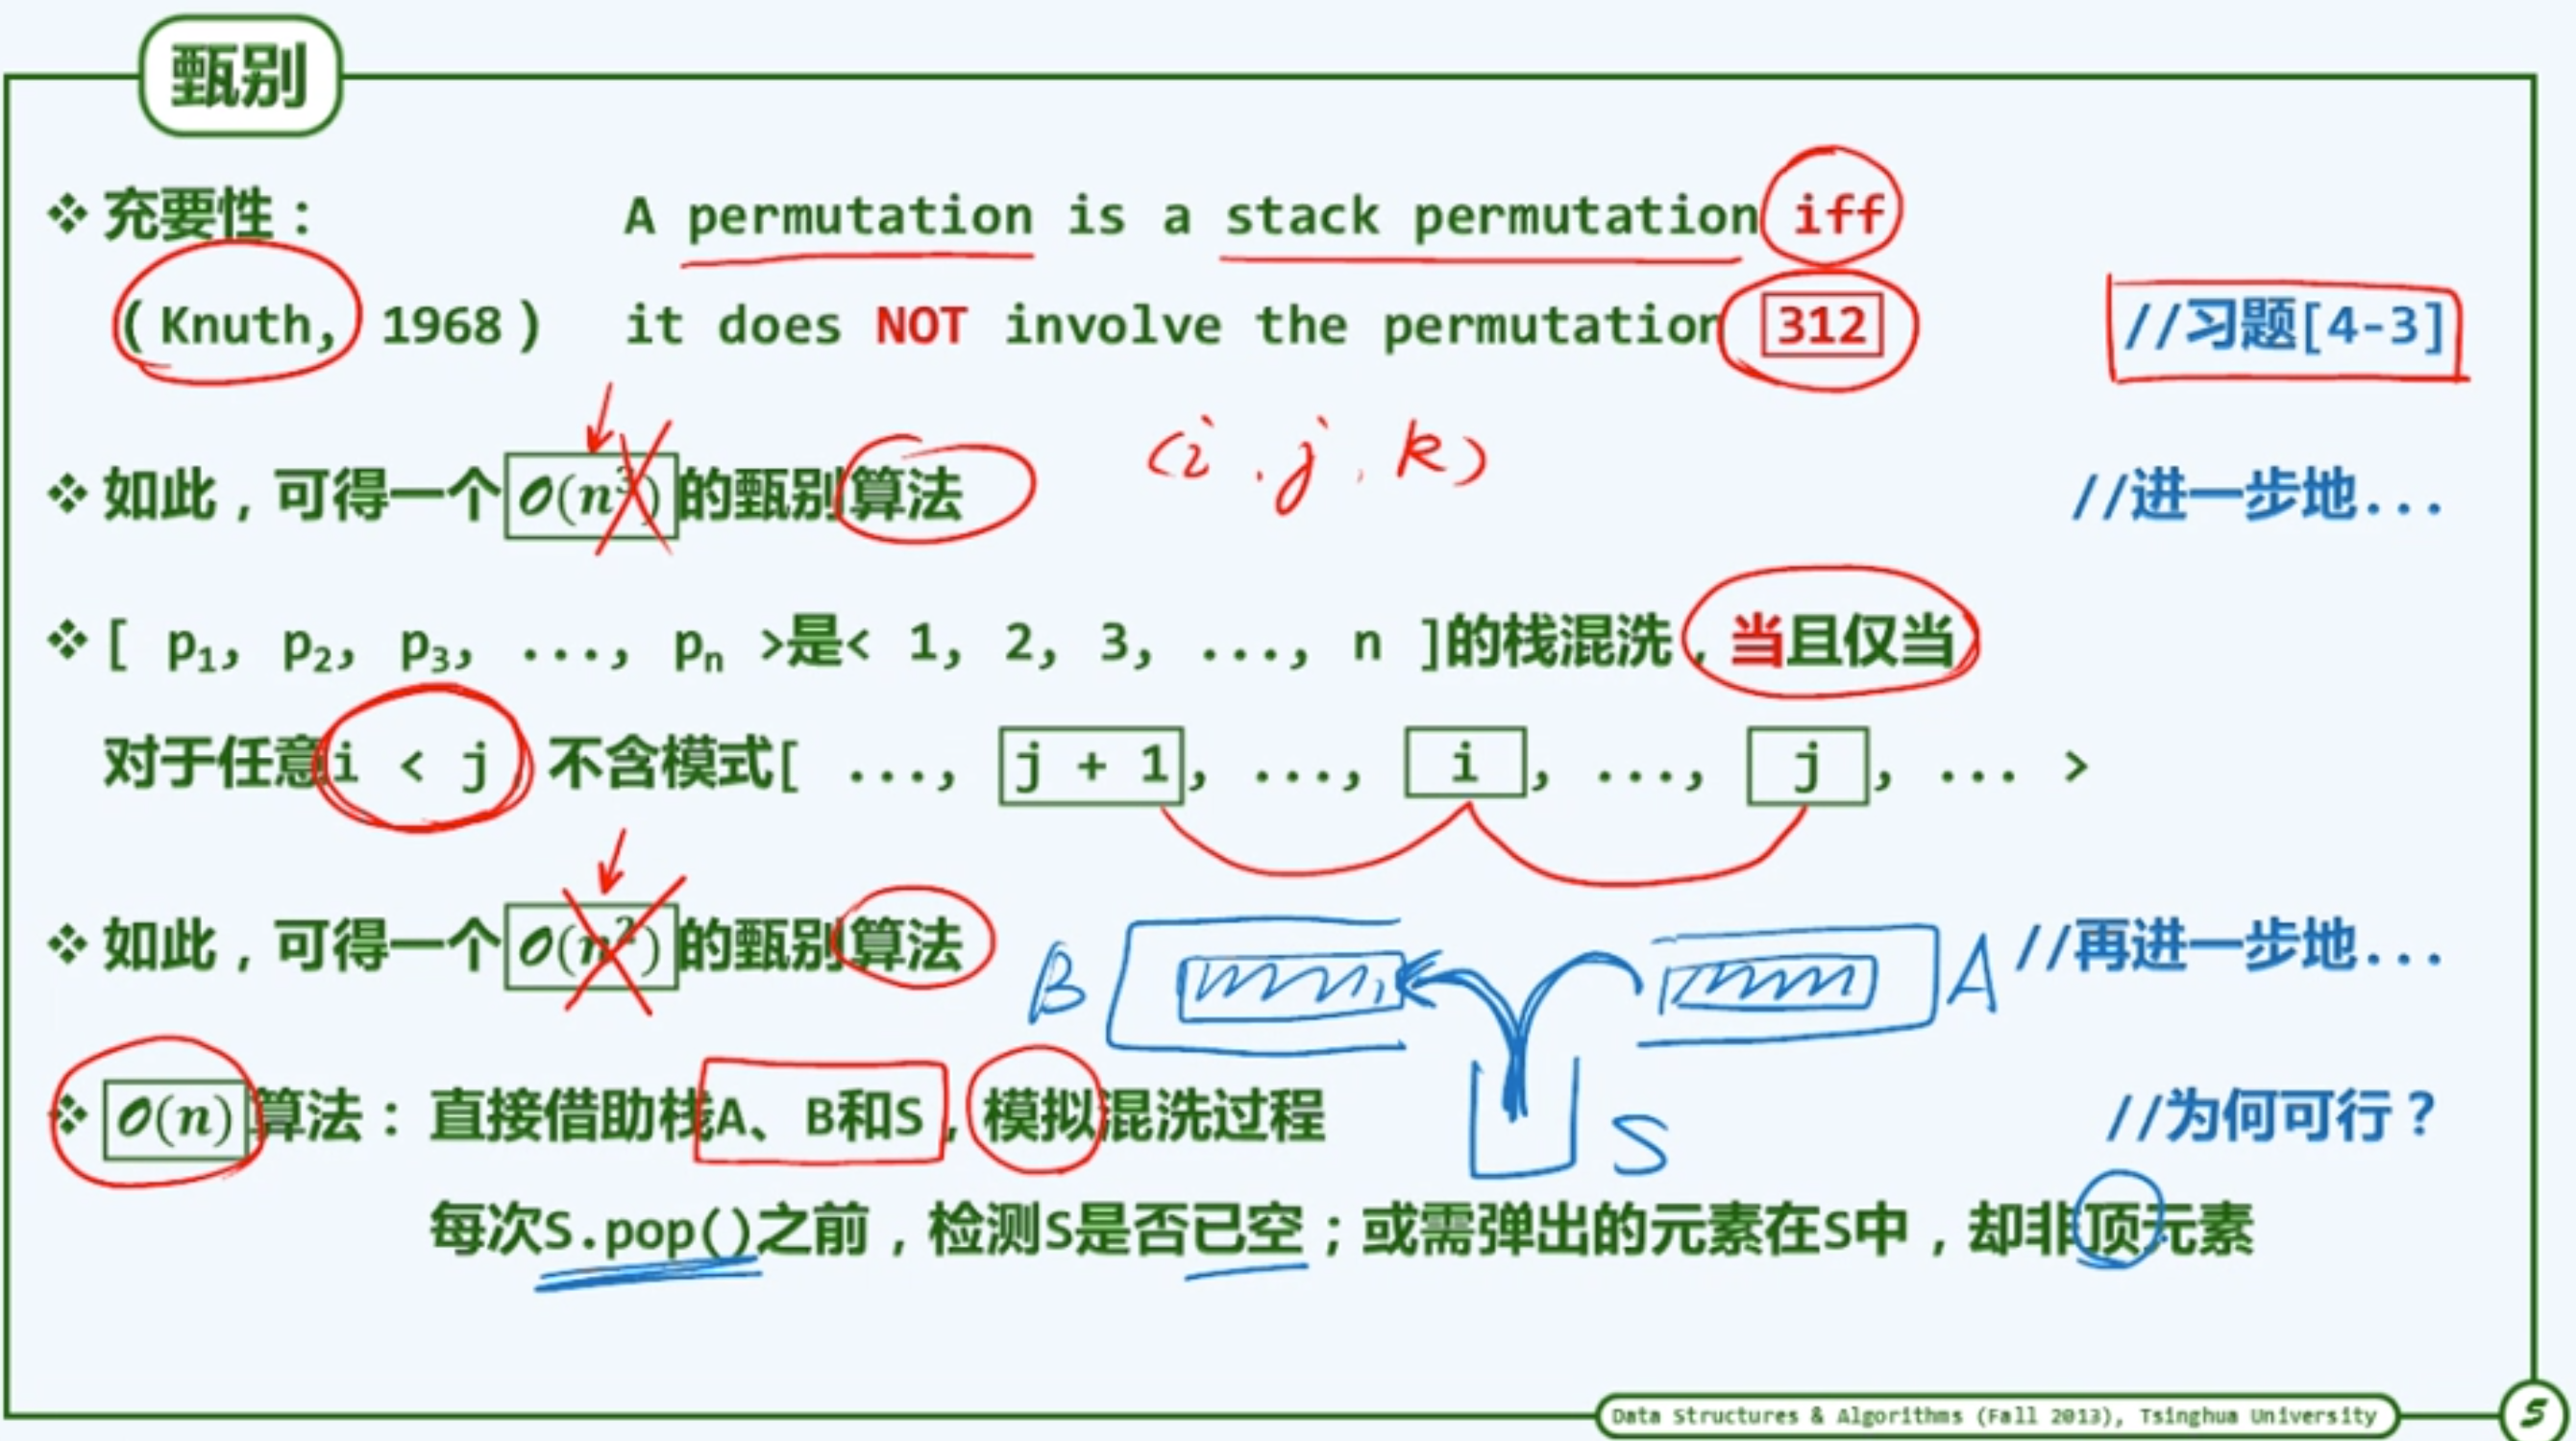 甄别
❖ 充要性： A permutation is a stack permutation iff
(Knuth, 1968) it does NOT involve the permutation 312 //习题[4-3]
(i, j, k)
❖ 如此，可得一个 O(n³) 的甄别算法 //进一步地...
❖ [ p₁, p₂, p₃, ..., pₙ >是< 1, 2, 3, ..., n ]的栈混洗，当且仅当
对于任意i < j，不含模式[ ..., j + 1, ..., i, ..., j, ... >
❖ 如此，可得一个 O(n²) 的甄别算法 //再进一步地...
B A
❖ O(n) 算法： 直接借助栈A、B和S，模拟混洗过程 //为何可行？
S
每次S.pop()之前，检测S是否已空；或需弹出的元素在S中，却非顶元素
Data Structures & Algorithms (Fall 2013), Tsinghua University
5